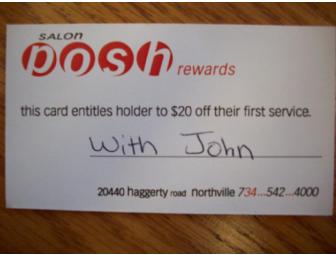 SALON
posh rewards
this card entitles holder to $20 off their first service.
With John
20440 haggerty road northville 734...542...4000